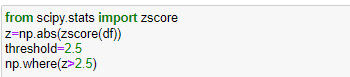 from scipy.stats import zscore
z=np.abs(zscore(df))
threshold=2.5
np.where(z>2.5)